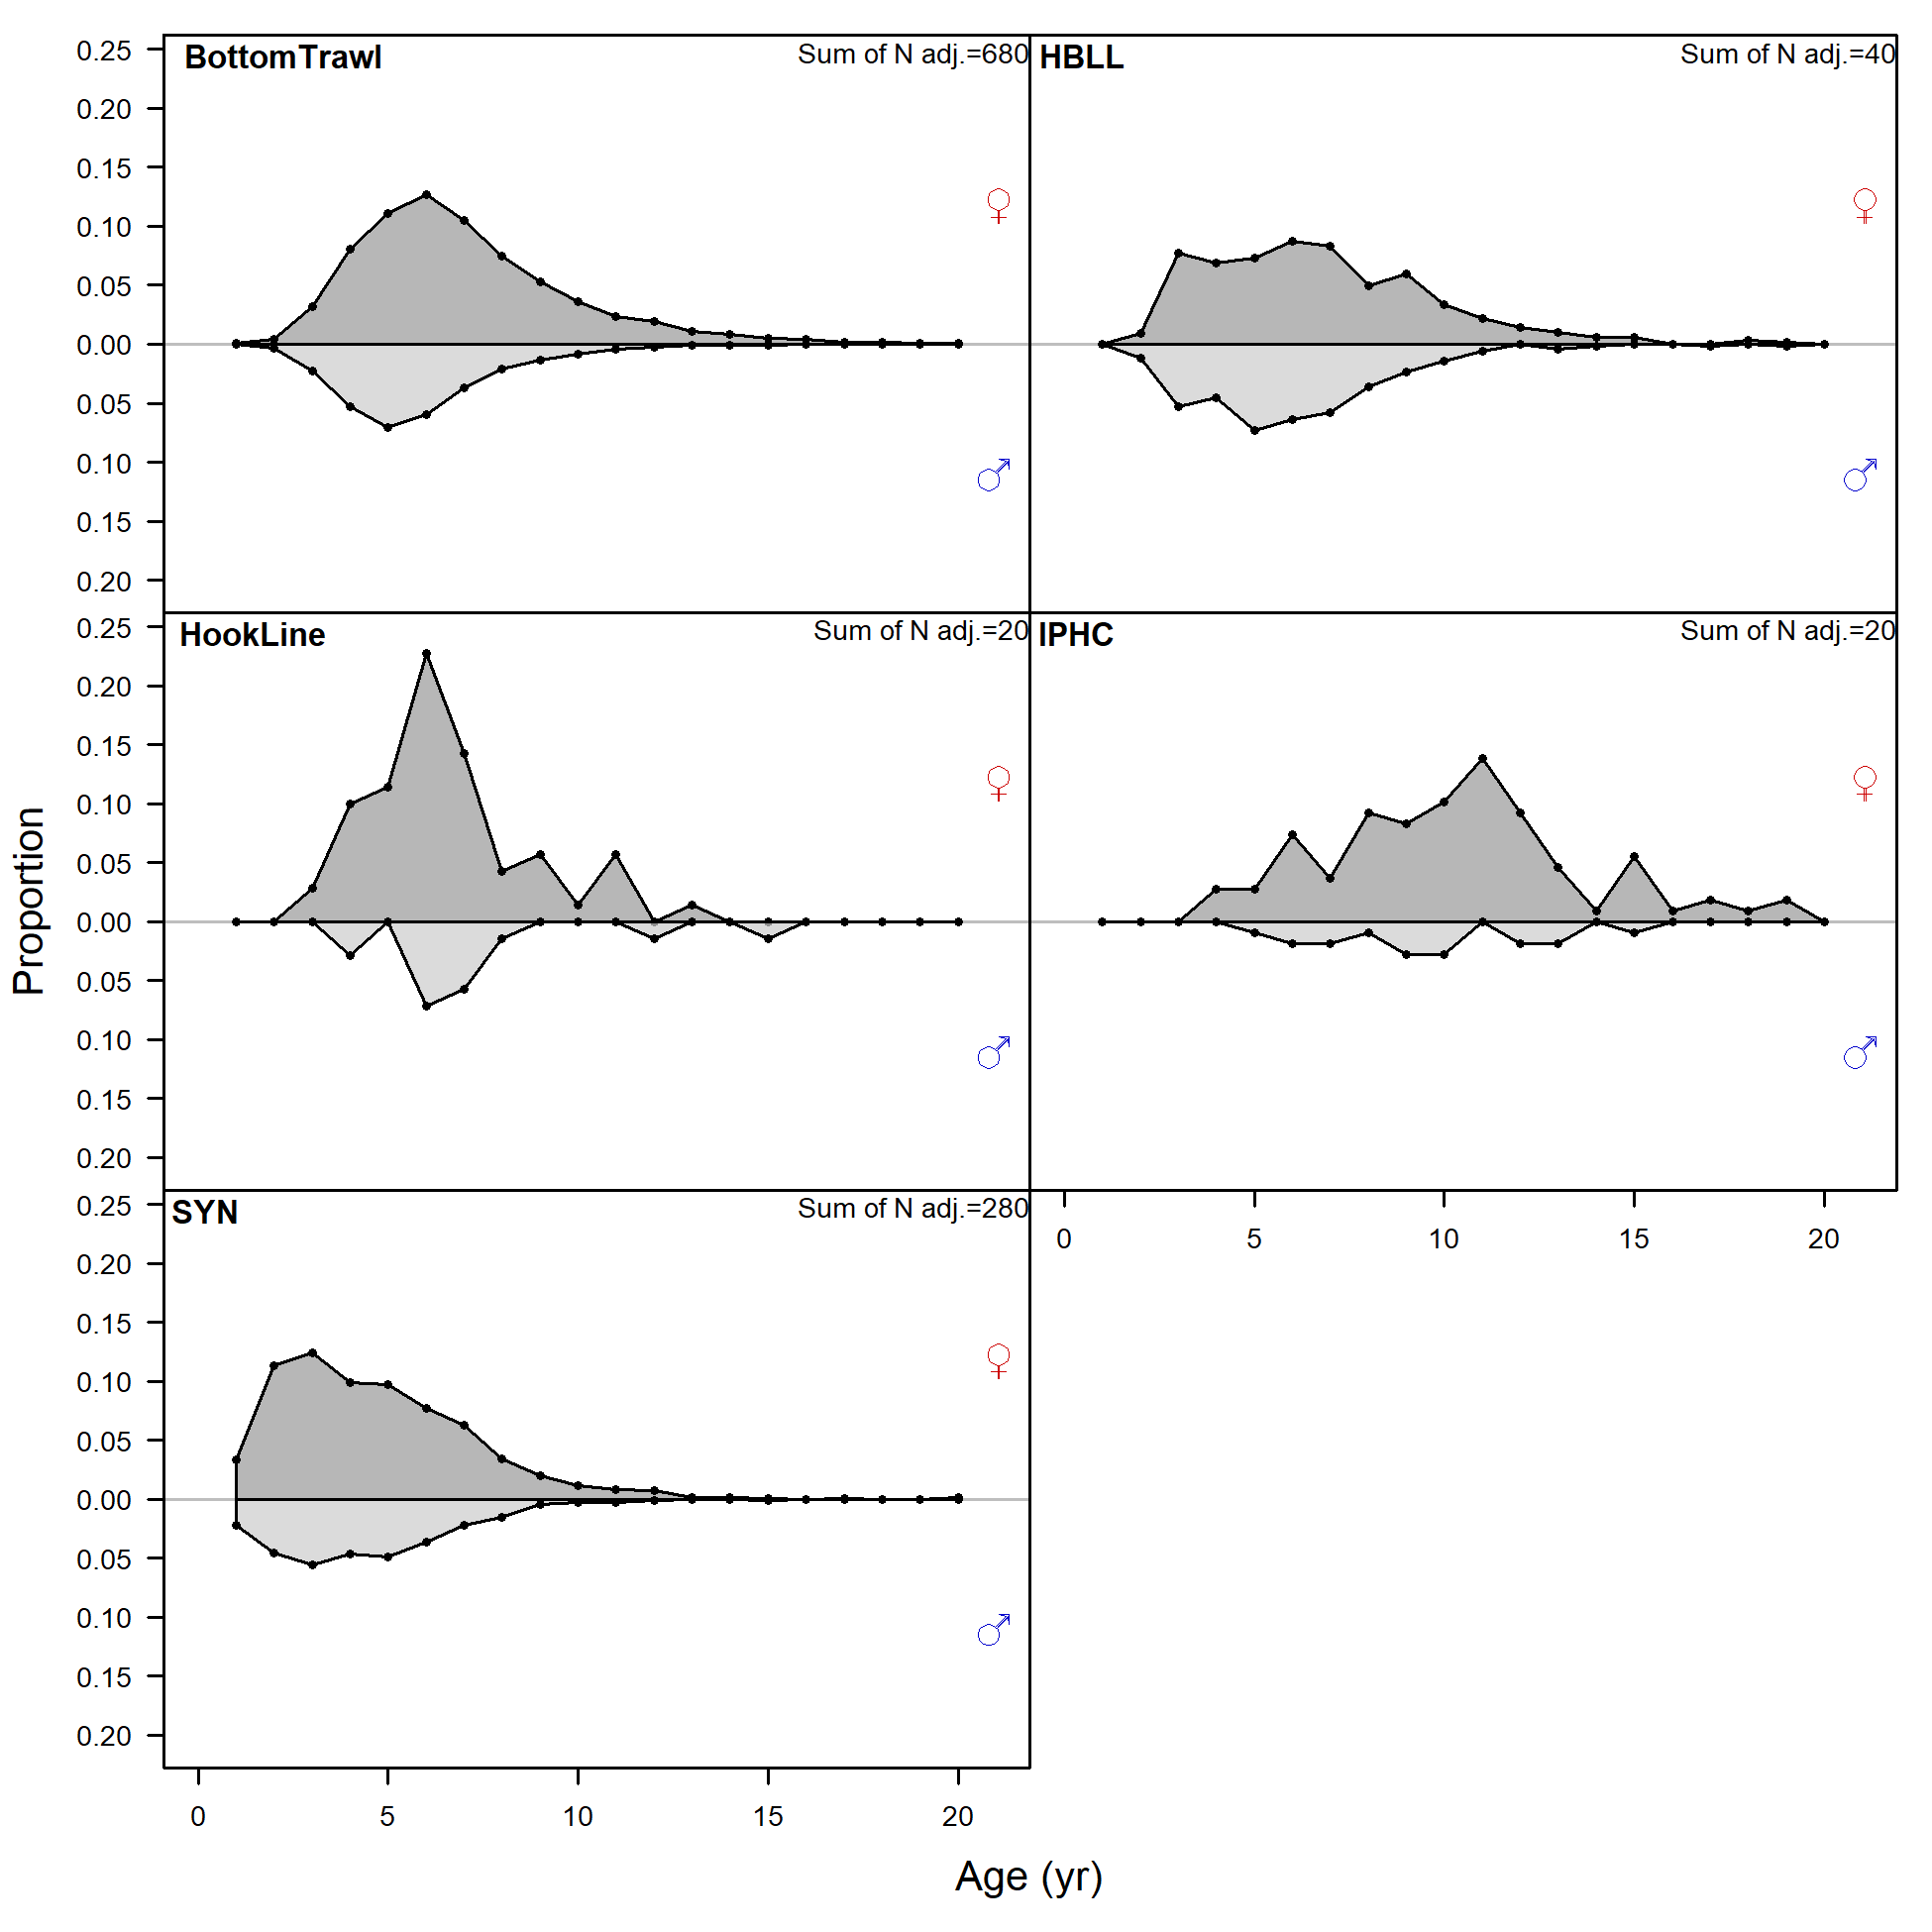 BottomTrawl
Sum of N adj.=680
0.25
0.20
0.15
0.10
0.05
0.00
0.05
0.10
0.15
0.20
♀
♂
HBLL
Sum of N adj.=40
♀
♂
HookLine
Sum of N adj.=20
0.25
0.20
0.15
0.10
0.05
0.00
0.05
0.10
0.15
0.20
♀
♂
IPHC
Sum of N adj.=20
♀
♂
0 5 10 15 20
SYN
Sum of N adj.=280
0.25
0.20
0.15
0.10
0.05
0.00
0.05
0.10
0.15
0.20
♀
♂
0 5 10 15 20
Proportion
Age (yr)